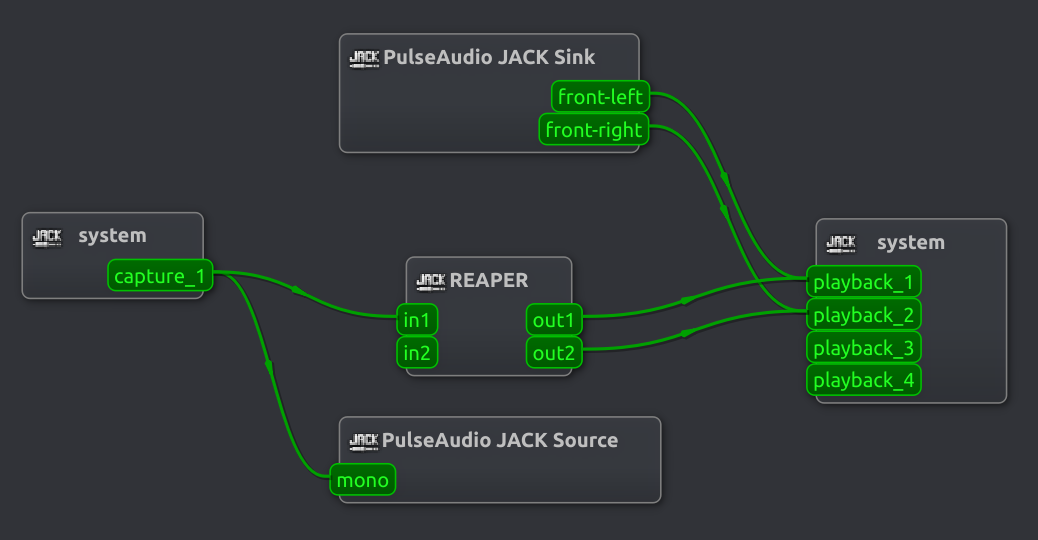 JACK PulseAudio JACK Sink
front-left
front-right
JACK system
capture_1
JACK REAPER
in1 out1
in2 out2
JACK system
playback_1
playback_2
playback_3
playback_4
JACK PulseAudio JACK Source
mono